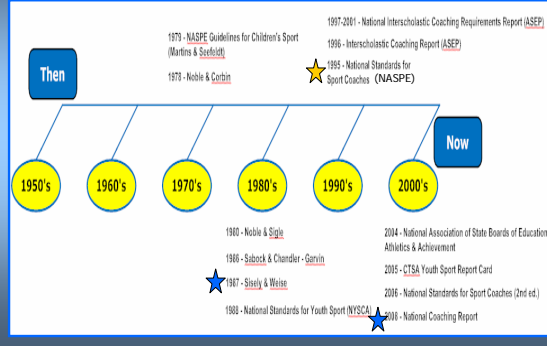 1997-2001 - National Interscholastic Coaching Requirements Report (ASEP)
1979 - NASPE Guidelines for Children's Sport
(Martins & Seefeldt)
1996 - Interscholastic Coaching Report (ASEP)
1995 - National Standards for
Sport Coaches (NASPE)
1978 - Noble & Corbin
Then
Now
1950's
1960's
1970's
1980's
1990's
2000's
1980 - Noble & Sigle
1986 - Sabock & Chandler - Garvin
1987 - Sisely & Weise
1988 - National Standards for Youth Sport (NYSCA)
2004 - National Association of State Boards of Education
Athletics & Achievement
2005 - CTSA Youth Sport Report Card
2006 - National Standards for Sport Coaches (2nd ed.)
2008 - National Coaching Report